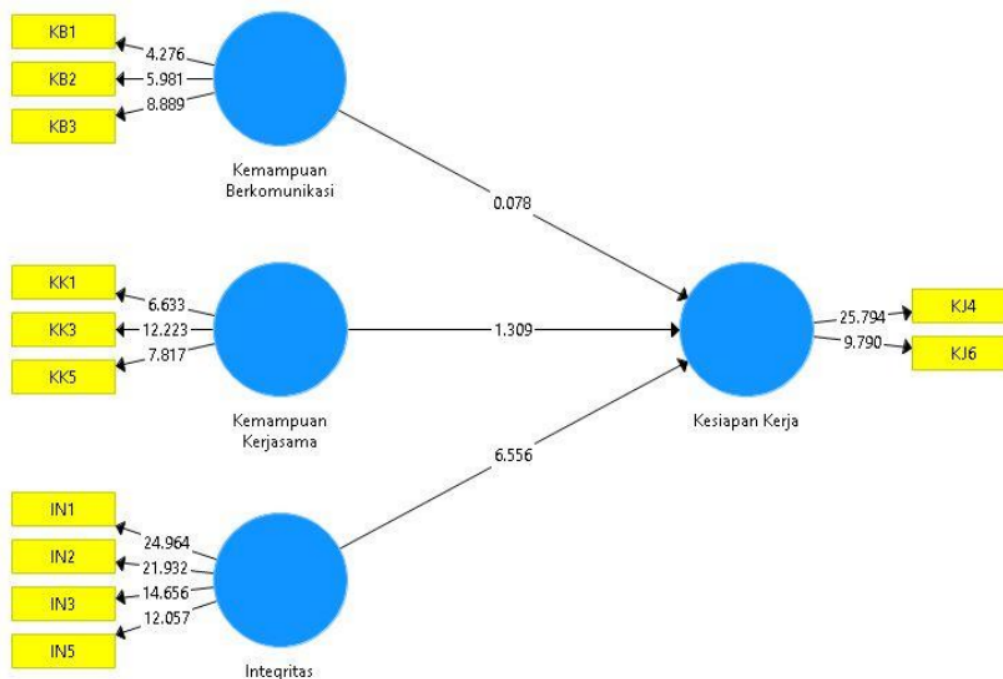 KB1
4.276
KB2
5.981
KB3
8.889
Kemampuan
Berkomunikasi
0.078
KK1
6.633
KK3
12.223
KK5
7.817
Kemampuan
Kerjasama
1.309
KJ4
25.794
KJ6
9.790
Kesiapan Kerja
6.556
IN1
24.964
IN2
21.932
IN3
14.656
IN5
12.057
Integritas